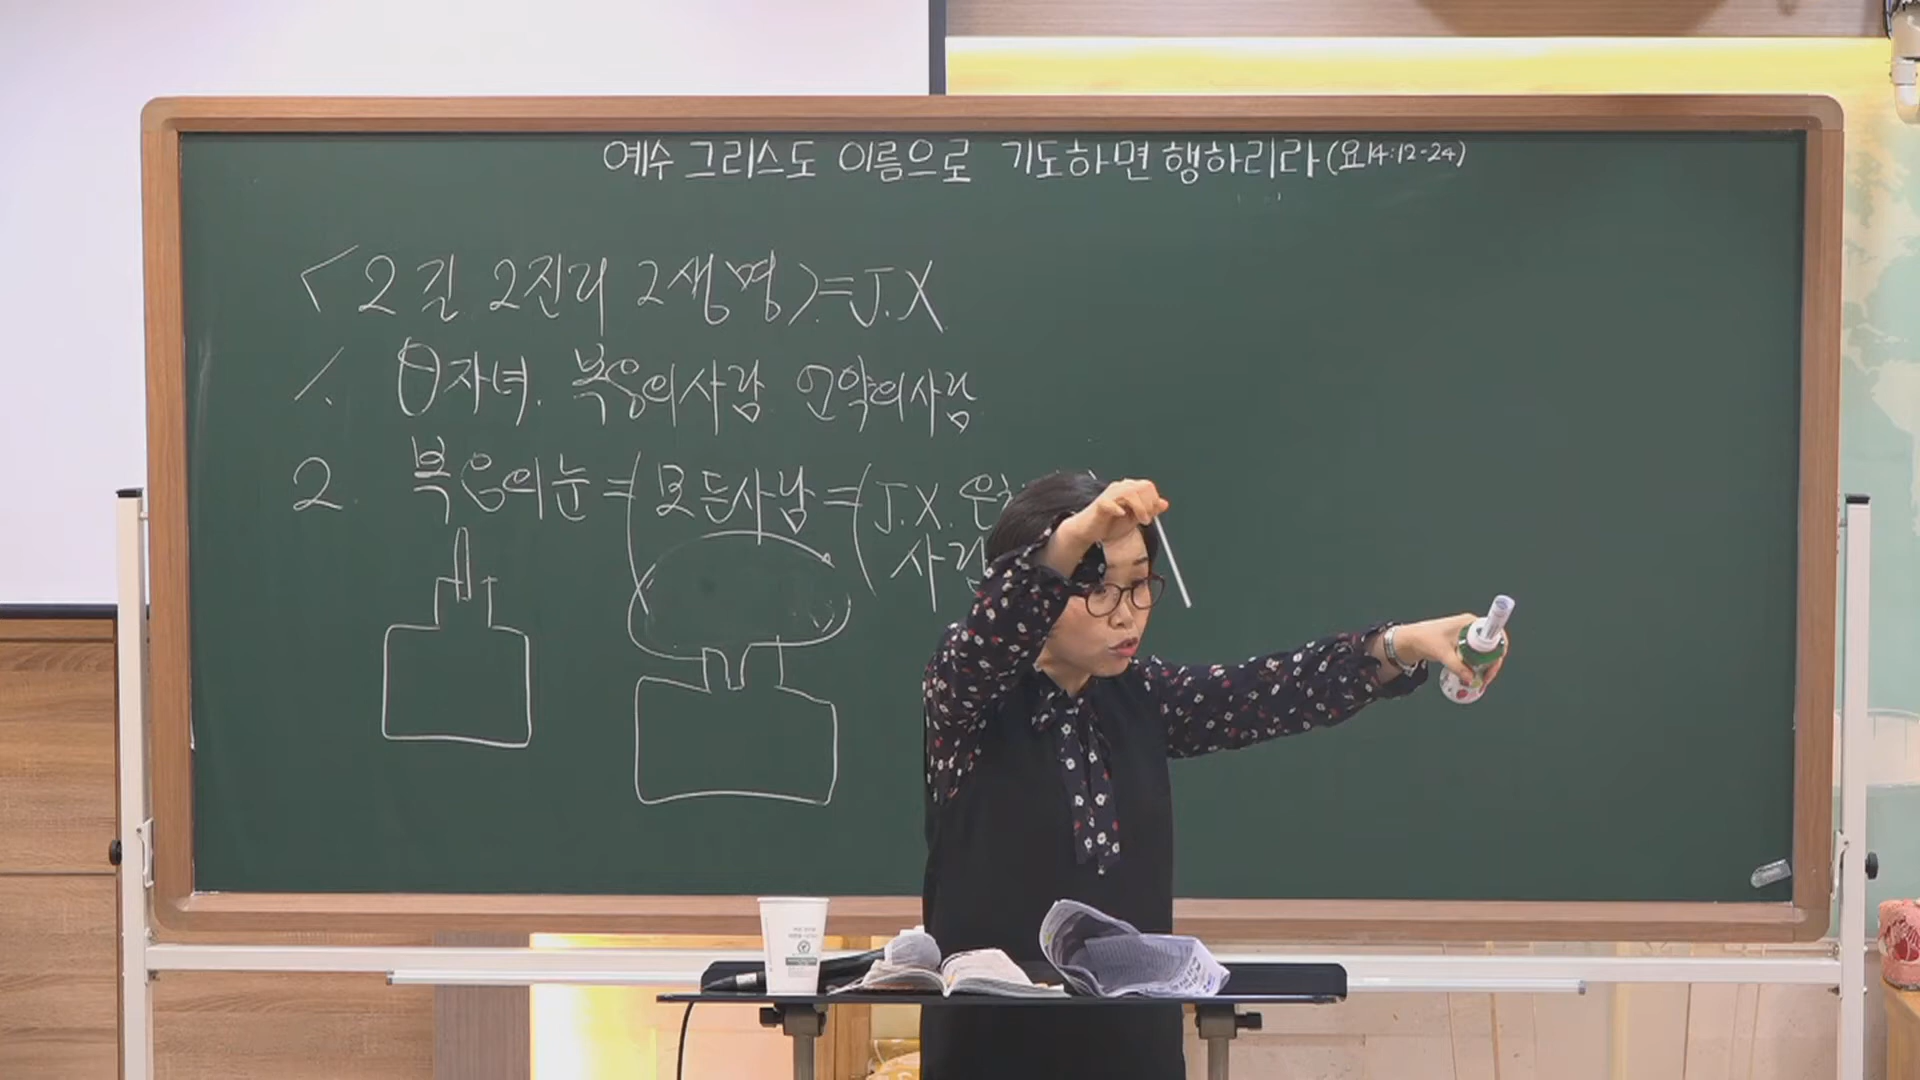 예수 그리스도 이름으로 기도하면 행하리라(요14:12-24)
<2길 2진리 2생명>=J.X
1. 자녀. 복음의사람 언약의사람
2. 복음의눈=(모든사람=(J.X.